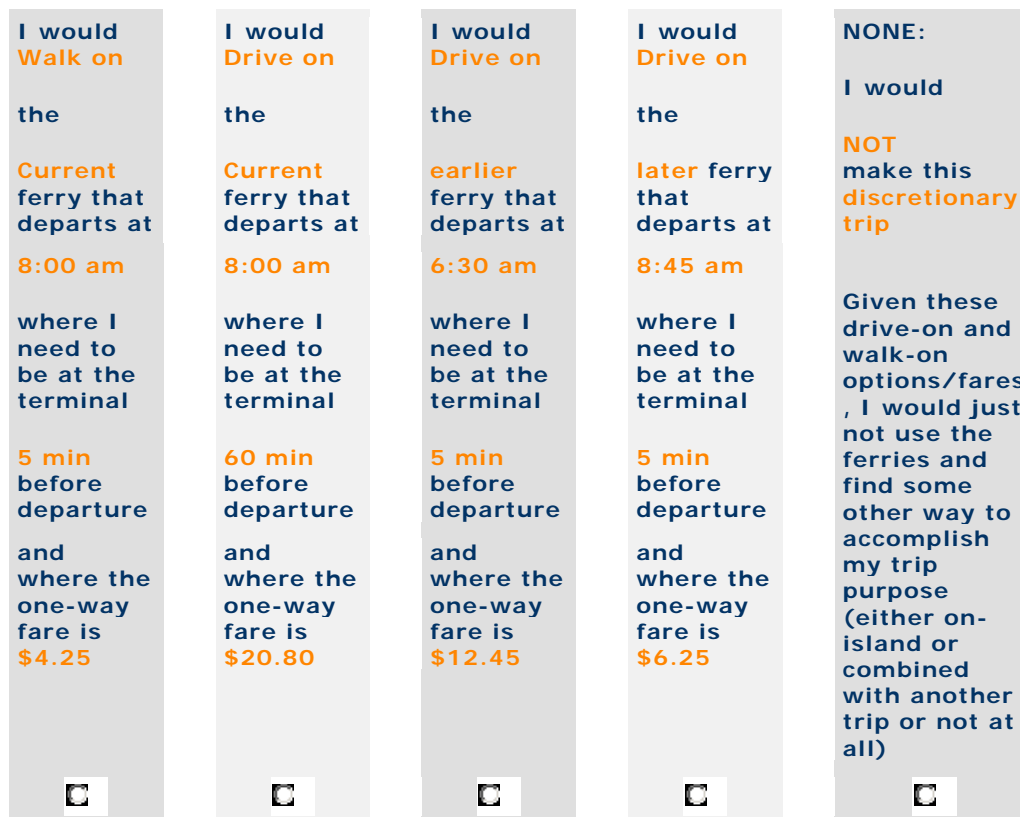 I would
Walk on
the
Current
ferry that
departs at
8:00 am
where I
need to
be at the
terminal
5 min
before
departure
and
where the
one-way
fare is
$4.25
I would
Drive on
the
Current
ferry that
departs at
8:00 am
where I
need to
be at the
terminal
60 min
before
departure
and
where the
one-way
fare is
$20.80
I would
Drive on
the
earlier
ferry that
departs at
6:30 am
where I
need to
be at the
terminal
5 min
before
departure
and
where the
one-way
fare is
$12.45
I would
Drive on
the
later ferry
that
departs at
8:45 am
where I
need to
be at the
terminal
5 min
before
departure
and
where the
one-way
fare is
$6.25
NONE:
I would
NOT
make this
discretionary
trip
Given these
drive-on and
walk-on
options/fares
, I would just
not use the
ferries and
find some
other way to
accomplish
my trip
purpose
(either on-
island or
combined
with another
trip or not at
all)